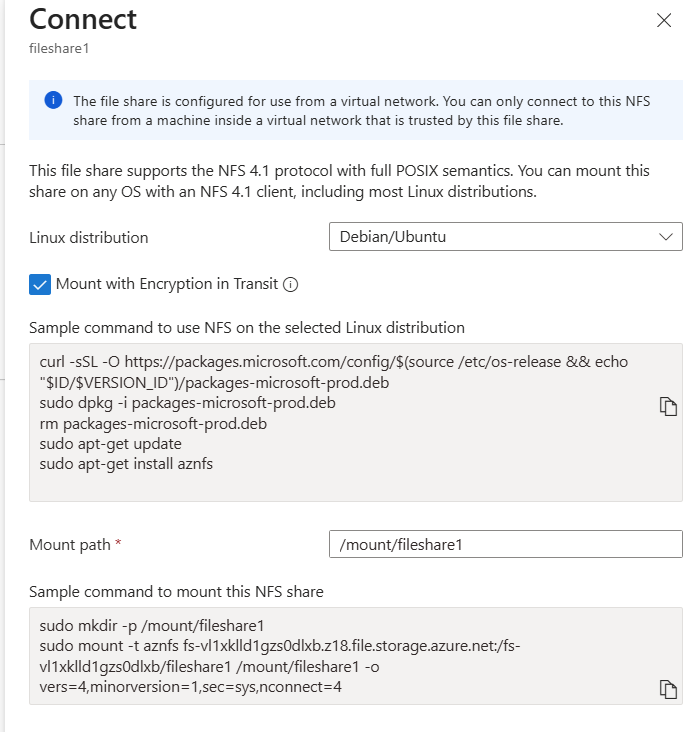 Connect
fileshare1
The file share is configured for use from a virtual network. You can only connect to this NFS
share from a machine inside a virtual network that is trusted by this file share.
This file share supports the NFS 4.1 protocol with full POSIX semantics. You can mount this
share on any OS with an NFS 4.1 client, including most Linux distributions.
Linux distribution
Debian/Ubuntu
Mount with Encryption in Transit
Sample command to use NFS on the selected Linux distribution
curl -sSL -O https://packages.microsoft.com/config/$(source /etc/os-release && echo
"$ID/$VERSION_ID")/packages-microsoft-prod.deb
sudo dpkg -i packages-microsoft-prod.deb
rm packages-microsoft-prod.deb
sudo apt-get update
sudo apt-get install aznfs
Mount path *
/mount/fileshare1
Sample command to mount this NFS share
sudo mkdir -p /mount/fileshare1
sudo mount -t aznfs fs-vl1xklld1gzs0dlxb.z18.file.storage.azure.net:/fs-
vl1xklld1gzs0dlxb/fileshare1 /mount/fileshare1 -o
vers=4,minorversion=1,sec=sys,nconnect=4